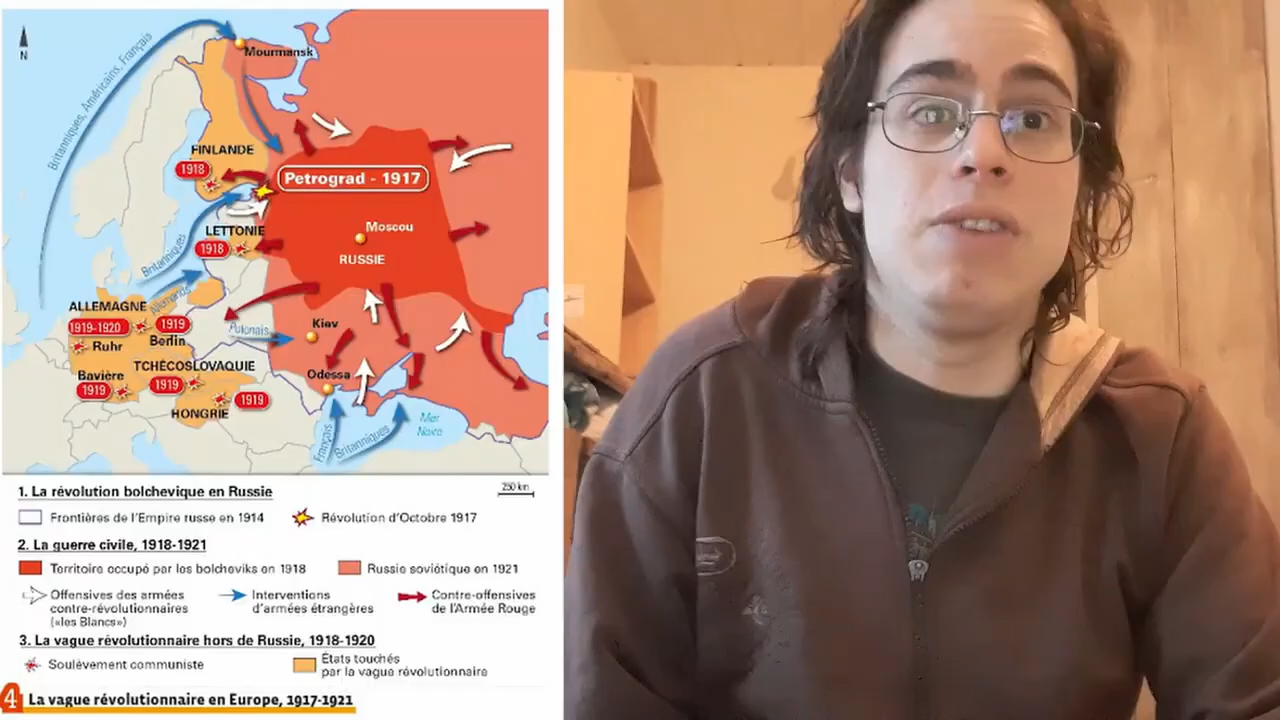 N
Britanniques, Américains, Français
Mourmansk
FINLANDE
1918
Petrograd - 1917
Moscou
LETTONIE
1918
RUSSIE
Britanniques
ALLEMAGNE
Allemands
1919-1920
1919
Ruhr
Berlin
Polonais
Kiev
TCHÉCOSLOVAQUIE
Bavière
1919
1919
Odessa
1919
HONGRIE
Mer
Noire
Français
Britanniques
250 km
1. La révolution bolchevique en Russie
Frontières de l'Empire russe en 1914
Révolution d'Octobre 1917
2. La guerre civile, 1918-1921
Territoire occupé par les bolcheviks en 1918
Russie soviétique en 1921
Offensives des armées
contre-révolutionnaires
(«les Blancs»)
Interventions
d'armées étrangères
Contre-offensives
de l'Armée Rouge
3. La vague révolutionnaire hors de Russie, 1918-1920
Soulèvement communiste
États touchés
par la vague révolutionnaire
4 La vague révolutionnaire en Europe, 1917-1921